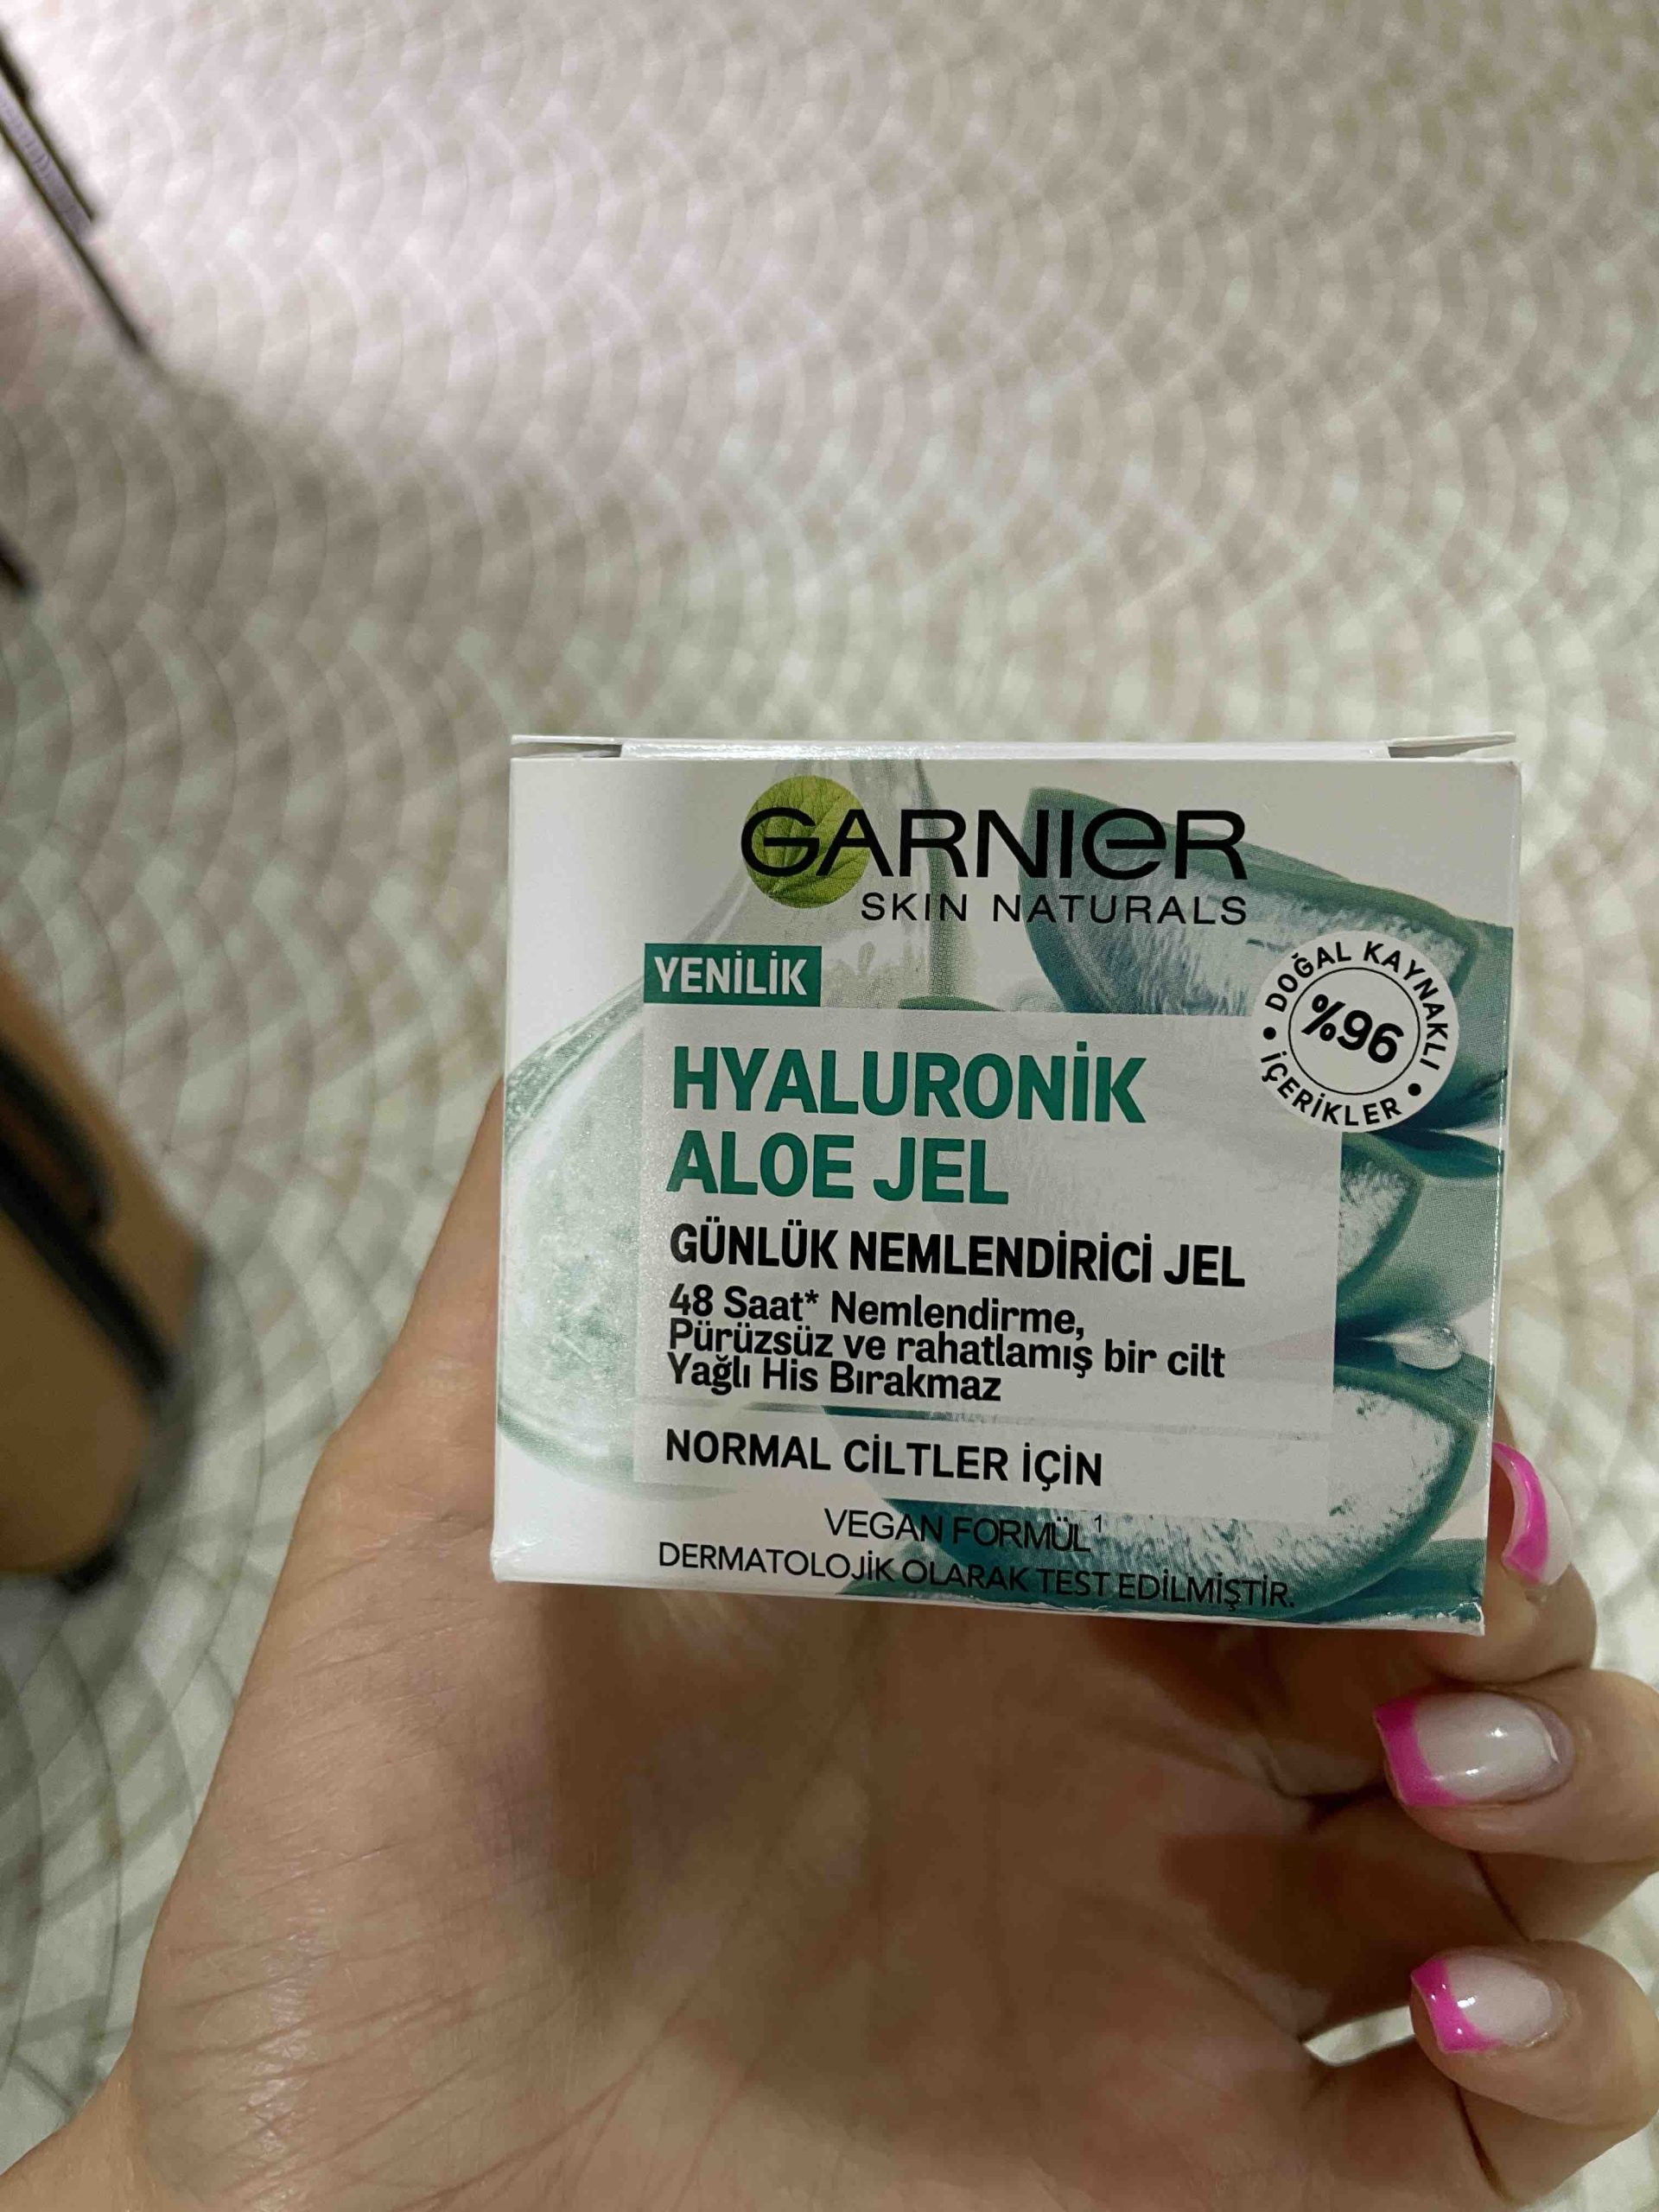 GARNIER
SKIN NATURALS
YENİLİK
DOĞAL KAYNAKLI
%96
İÇERİKLER
HYALURONİK
ALOE JEL
GÜNLÜK NEMLENDİRİCİ JEL
48 Saat* Nemlendirme,
Pürüzsüz ve rahatlamış bir cilt
Yağlı His Bırakmaz
NORMAL CİLTLER İÇİN
VEGAN FORMÜL¹
DERMATOLOJİK OLARAK TEST EDİLMİŞTİR.